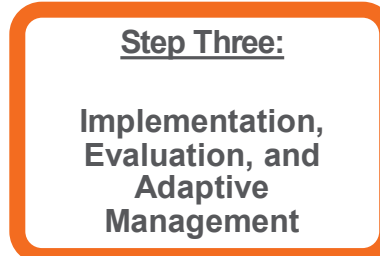 Step Three:
Implementation,
Evaluation, and
Adaptive
Management